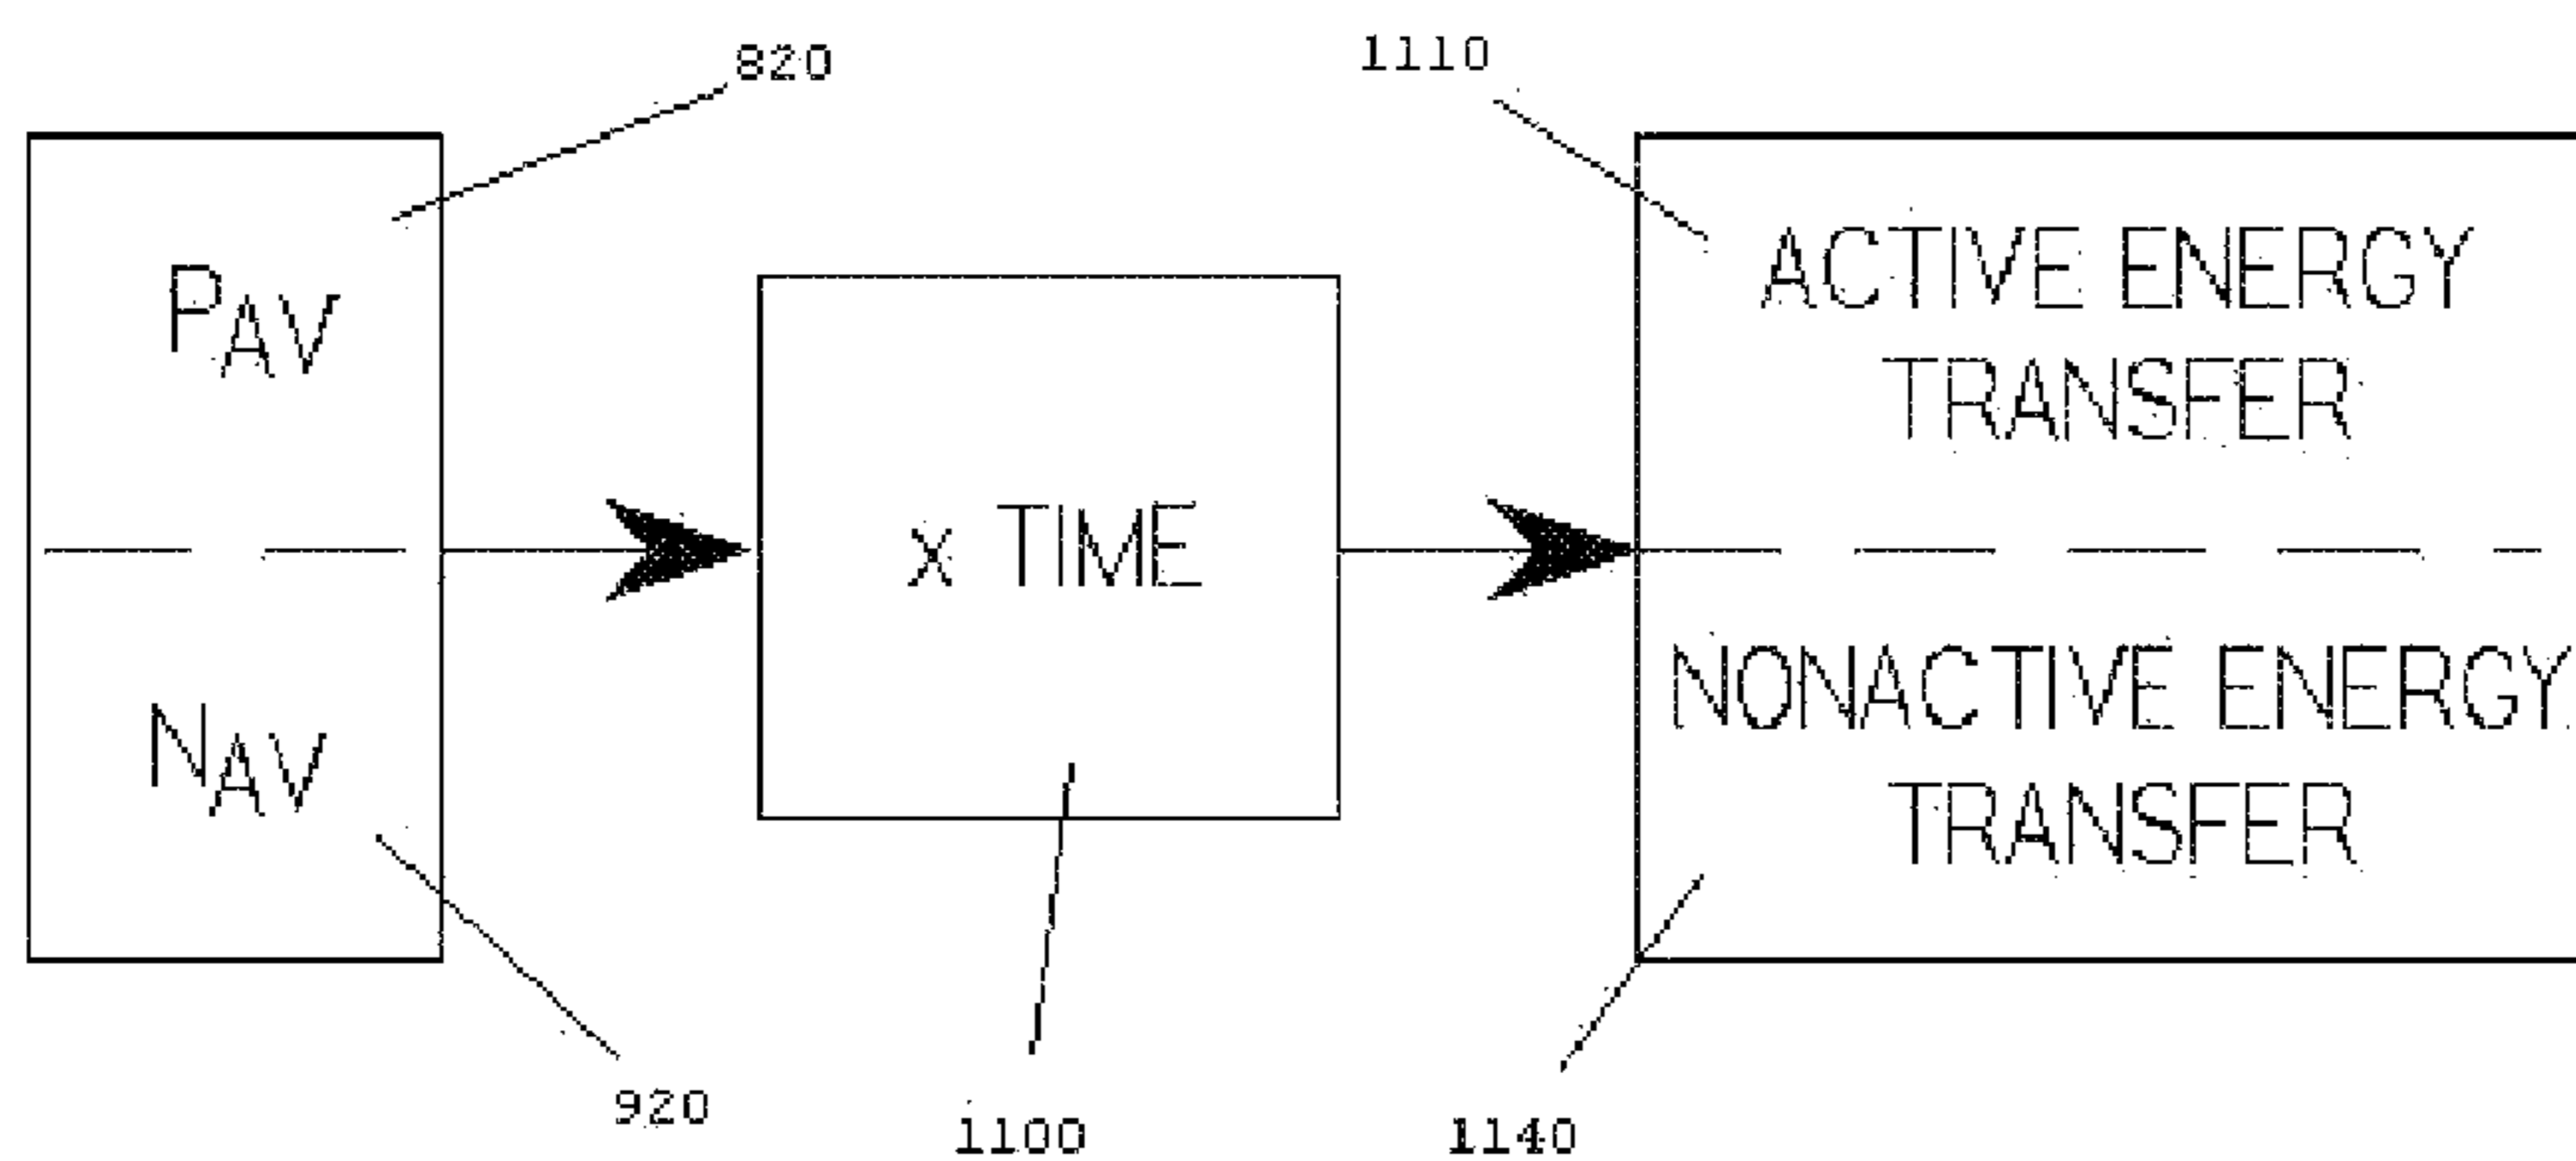 820
1110
PAV
ACTIVE ENERGY
TRANSFER
x TIME
NAV
NONACTIVE ENERGY
TRANSFER
920
1100
1140